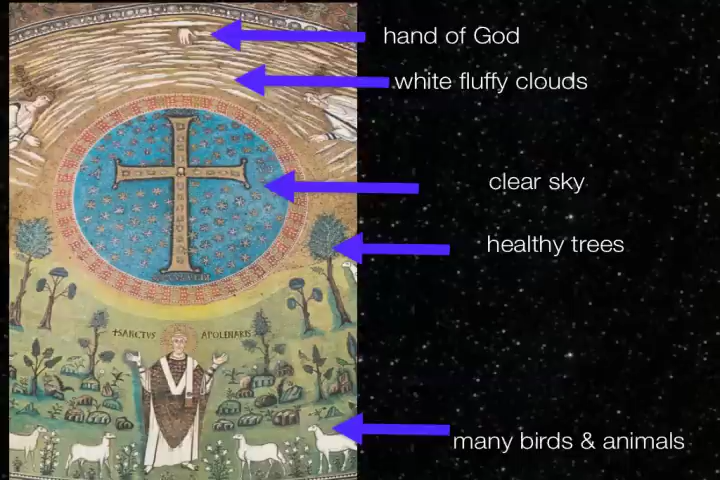 hand of God
white fluffy clouds
clear sky
healthy trees
+SANCTVS APOLENARIS
many birds & animals